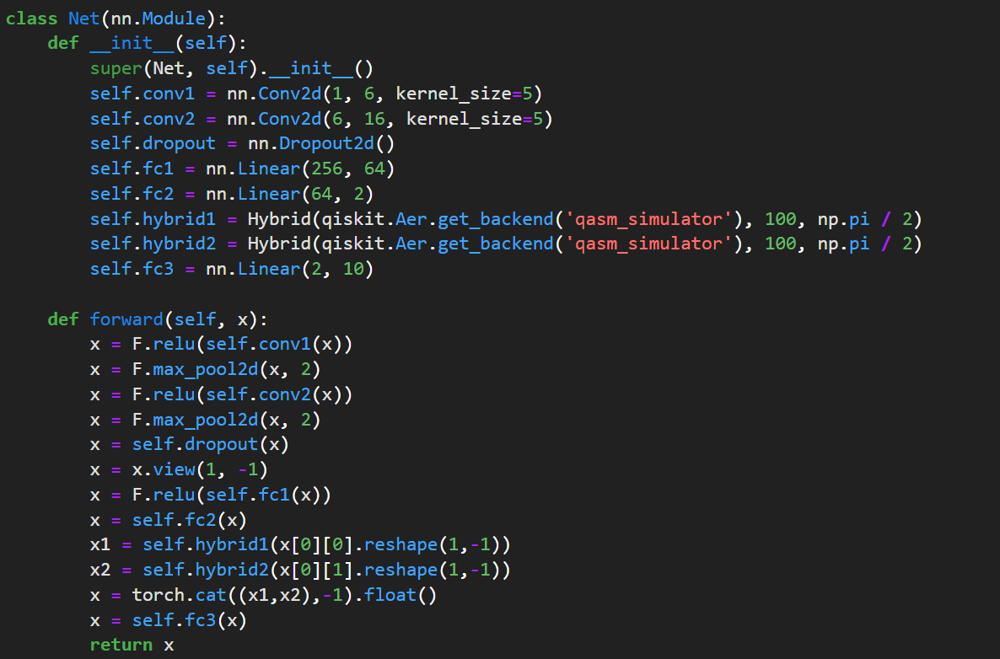 class Net(nn.Module):
    def __init__(self):
        super(Net, self).__init__()
        self.conv1 = nn.Conv2d(1, 6, kernel_size=5)
        self.conv2 = nn.Conv2d(6, 16, kernel_size=5)
        self.dropout = nn.Dropout2d()
        self.fc1 = nn.Linear(256, 64)
        self.fc2 = nn.Linear(64, 2)
        self.hybrid1 = Hybrid(qiskit.Aer.get_backend('qasm_simulator'), 100, np.pi / 2)
        self.hybrid2 = Hybrid(qiskit.Aer.get_backend('qasm_simulator'), 100, np.pi / 2)
        self.fc3 = nn.Linear(2, 10)

    def forward(self, x):
        x = F.relu(self.conv1(x))
        x = F.max_pool2d(x, 2)
        x = F.relu(self.conv2(x))
        x = F.max_pool2d(x, 2)
        x = self.dropout(x)
        x = x.view(1, -1)
        x = F.relu(self.fc1(x))
        x = self.fc2(x)
        x1 = self.hybrid1(x[0][0].reshape(1,-1))
        x2 = self.hybrid2(x[0][1].reshape(1,-1))
        x = torch.cat((x1,x2),-1).float()
        x = self.fc3(x)
        return x